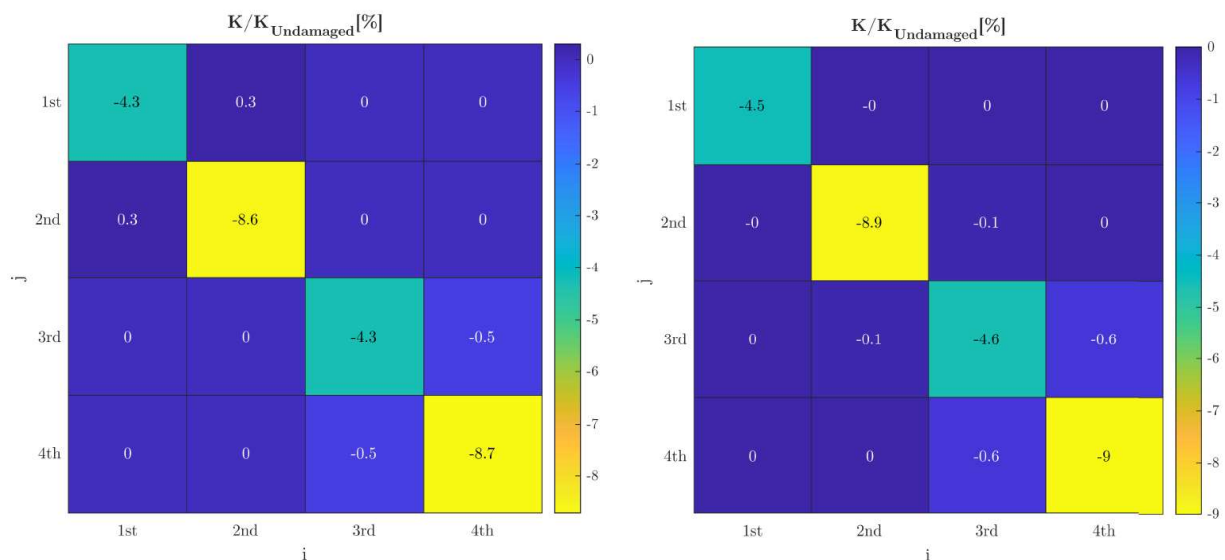 K/K_Undamaged[%]
1st -4.3 0.3 0 0
2nd 0.3 -8.6 0 0
3rd 0 0 -4.3 -0.5
4th 0 0 -0.5 -8.7
1st 2nd 3rd 4th
i
j
0
-1
-2
-3
-4
-5
-6
-7
-8
K/K_Undamaged[%]
1st -4.5 -0 0 0
2nd -0 -8.9 -0.1 0
3rd 0 -0.1 -4.6 -0.6
4th 0 0 -0.6 -9
1st 2nd 3rd 4th
i
j
0
-1
-2
-3
-4
-5
-6
-7
-8
-9